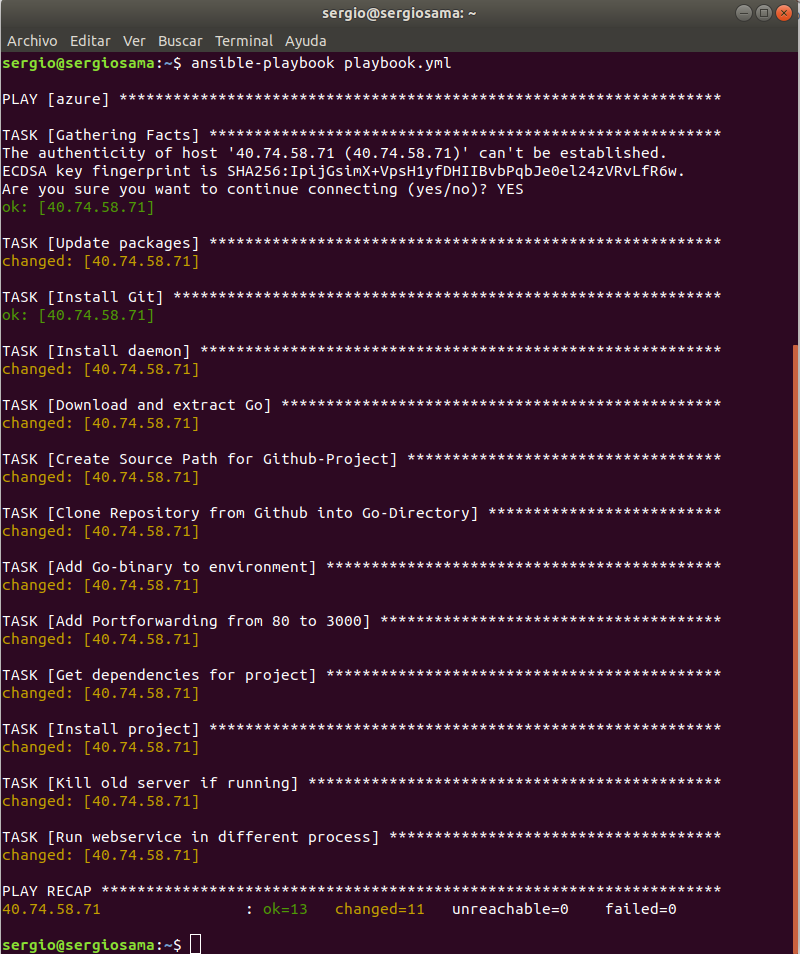 sergio@sergiosama: ~
Archivo Editar Ver Buscar Terminal Ayuda
sergio@sergiosama:~$ ansible-playbook playbook.yml
PLAY [azure] *******************************************************************
TASK [Gathering Facts] *********************************************************
The authenticity of host '40.74.58.71 (40.74.58.71)' can't be established.
ECDSA key fingerprint is SHA256:IpijGsimX+VpsH1yfDHIIBvbPqbJe0el24zVRvLfR6w.
Are you sure you want to continue connecting (yes/no)? YES
ok: [40.74.58.71]
TASK [Update packages] *********************************************************
changed: [40.74.58.71]
TASK [Install Git] *************************************************************
ok: [40.74.58.71]
TASK [Install daemon] **********************************************************
changed: [40.74.58.71]
TASK [Download and extract Go] *************************************************
changed: [40.74.58.71]
TASK [Create Source Path for Github-Project] ***********************************
changed: [40.74.58.71]
TASK [Clone Repository from Github into Go-Directory] **************************
changed: [40.74.58.71]
TASK [Add Go-binary to environment] ********************************************
changed: [40.74.58.71]
TASK [Add Portforwarding from 80 to 3000] **************************************
changed: [40.74.58.71]
TASK [Get dependencies for project] ********************************************
changed: [40.74.58.71]
TASK [Install project] *********************************************************
changed: [40.74.58.71]
TASK [Kill old server if running] **********************************************
changed: [40.74.58.71]
TASK [Run webservice in different process] *************************************
changed: [40.74.58.71]
PLAY RECAP *********************************************************************
40.74.58.71                : ok=13   changed=11   unreachable=0    failed=0
sergio@sergiosama:~$